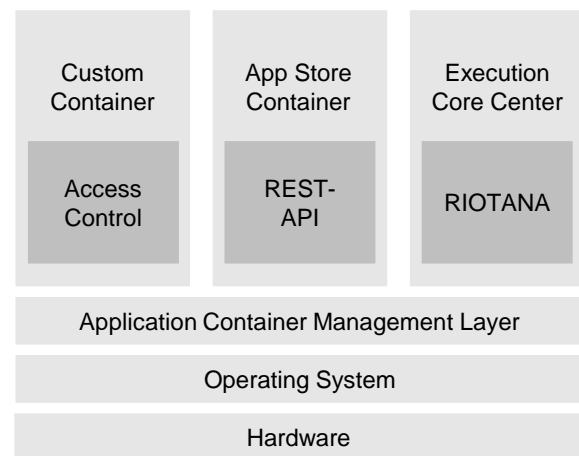 Custom
Container
Access
Control
App Store
Container
REST-
API
Execution
Core Center
RIOTANA
Application Container Management Layer
Operating System
Hardware